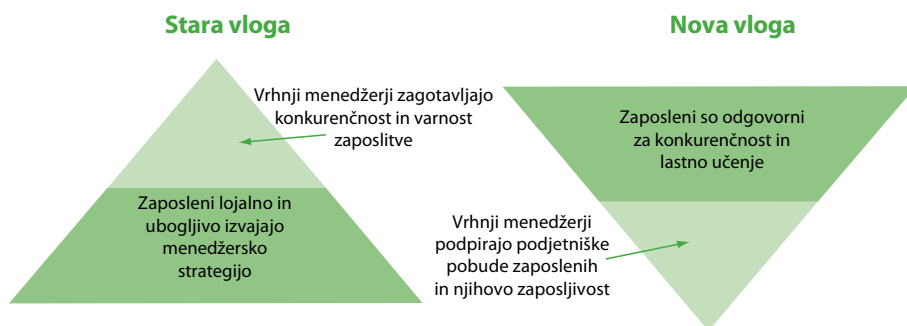 Stara vloga
Vrhnji menedžerji zagotavljajo
konkurenčnost in varnost
zaposlitve
Zaposleni lojalno in
ubogljivo izvajajo
menedžersko
strategijo
Nova vloga
Zaposleni so odgovorni
za konkurenčnost in
lastno učenje
Vrhnji menedžerji
podpirajo podjetniške
pobude zaposlenih
in njihovo zaposljivost